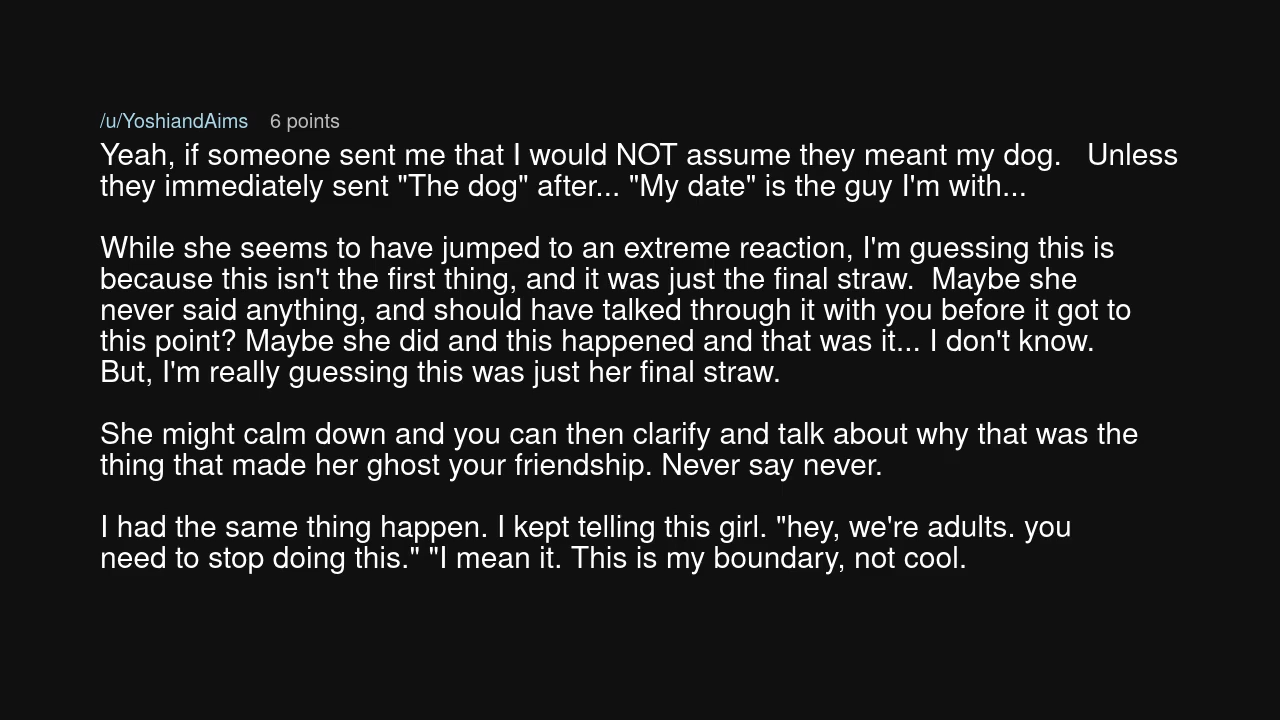 /u/YoshiandAims 6 points
Yeah, if someone sent me that I would NOT assume they meant my dog.   Unless
they immediately sent "The dog" after... "My date" is the guy I'm with...
While she seems to have jumped to an extreme reaction, I'm guessing this is
because this isn't the first thing, and it was just the final straw.  Maybe she
never said anything, and should have talked through it with you before it got to
this point? Maybe she did and this happened and that was it... I don't know.
But, I'm really guessing this was just her final straw.
She might calm down and you can then clarify and talk about why that was the
thing that made her ghost your friendship. Never say never.
I had the same thing happen. I kept telling this girl. "hey, we're adults. you
need to stop doing this." "I mean it. This is my boundary, not cool.